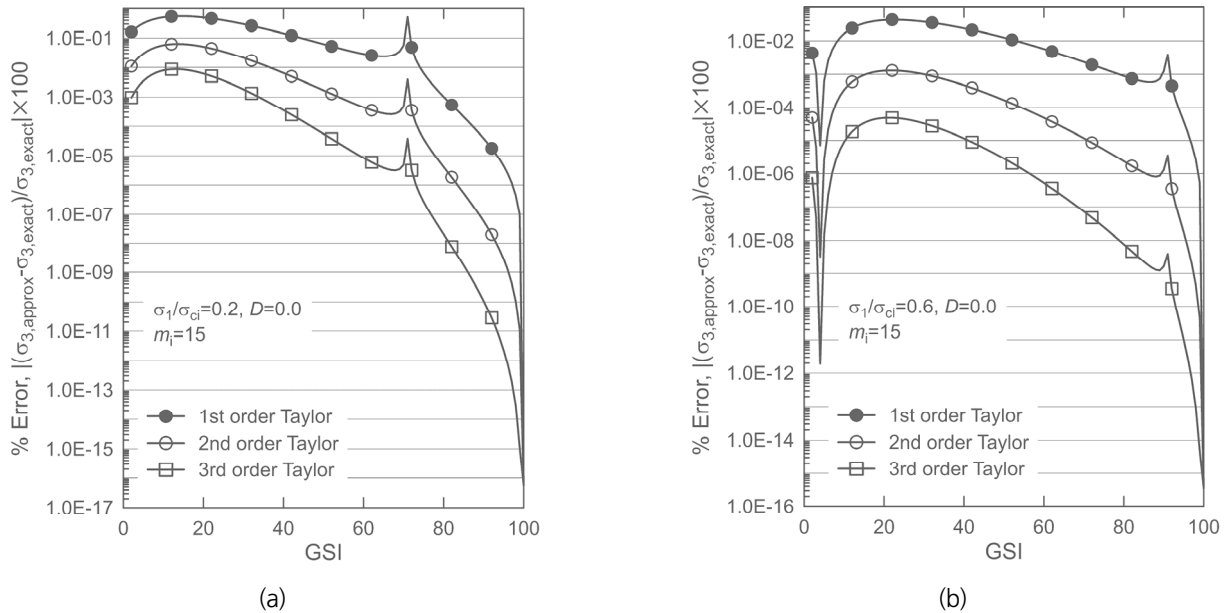 % Error, |(σ3,approx-σ3,exact)/σ3,exact|×100
1.0E-01
1.0E-03
1.0E-05
1.0E-07
1.0E-09
1.0E-11
1.0E-13
1.0E-15
1.0E-17
σ1/σci=0.2, D=0.0
mi=15
1st order Taylor
2nd order Taylor
3rd order Taylor
0 20 40 60 80 100
GSI
(a)
% Error, |(σ3,approx-σ3,exact)/σ3,exact|×100
1.0E-02
1.0E-04
1.0E-06
1.0E-08
1.0E-10
1.0E-12
1.0E-14
1.0E-16
σ1/σci=0.6, D=0.0
mi=15
1st order Taylor
2nd order Taylor
3rd order Taylor
0 20 40 60 80 100
GSI
(b)